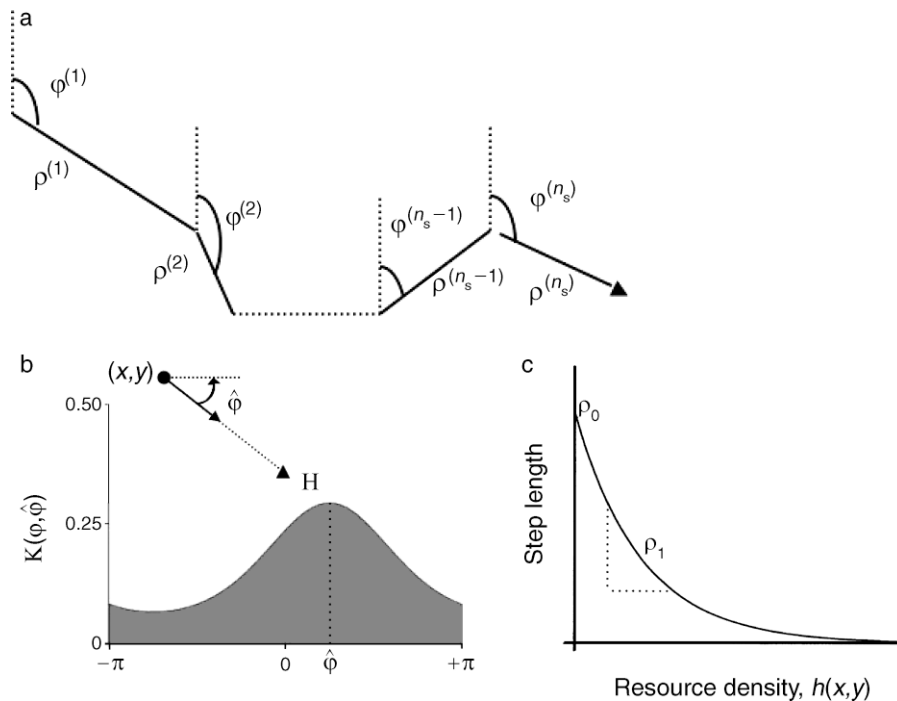 a
φ(1)
ρ(1)
φ(2)
ρ(2)
φ(nₛ−1)
ρ(nₛ−1)
φ(nₛ)
ρ(nₛ)
b
(x,y)
φ̂
H
0.50
0.25
0
K(φ,φ̂)
−π
0
φ̂
+π
c
ρ₀
ρ₁
Step length
Resource density, h(x,y)